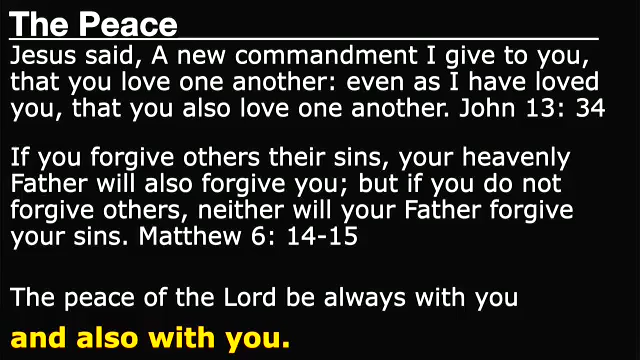 The Peace
Jesus said, A new commandment I give to you,
that you love one another: even as I have loved
you, that you also love one another. John 13: 34
If you forgive others their sins, your heavenly
Father will also forgive you; but if you do not
forgive others, neither will your Father forgive
your sins. Matthew 6: 14-15
The peace of the Lord be always with you
and also with you.